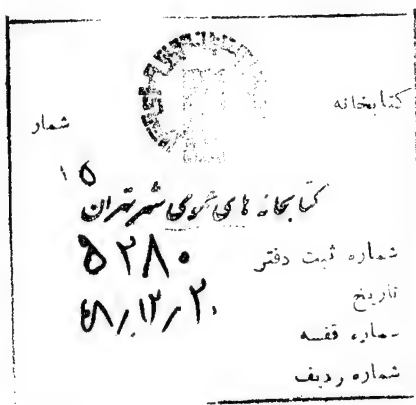 کتابخانه
شمار
۱۵
کتابخانه های عمومی شهر تهران
شماره ثبت دفتر
۵۲۸۰
تاریخ
۴۸/۱۲/۲۰
شماره قفسه
شماره ردیف